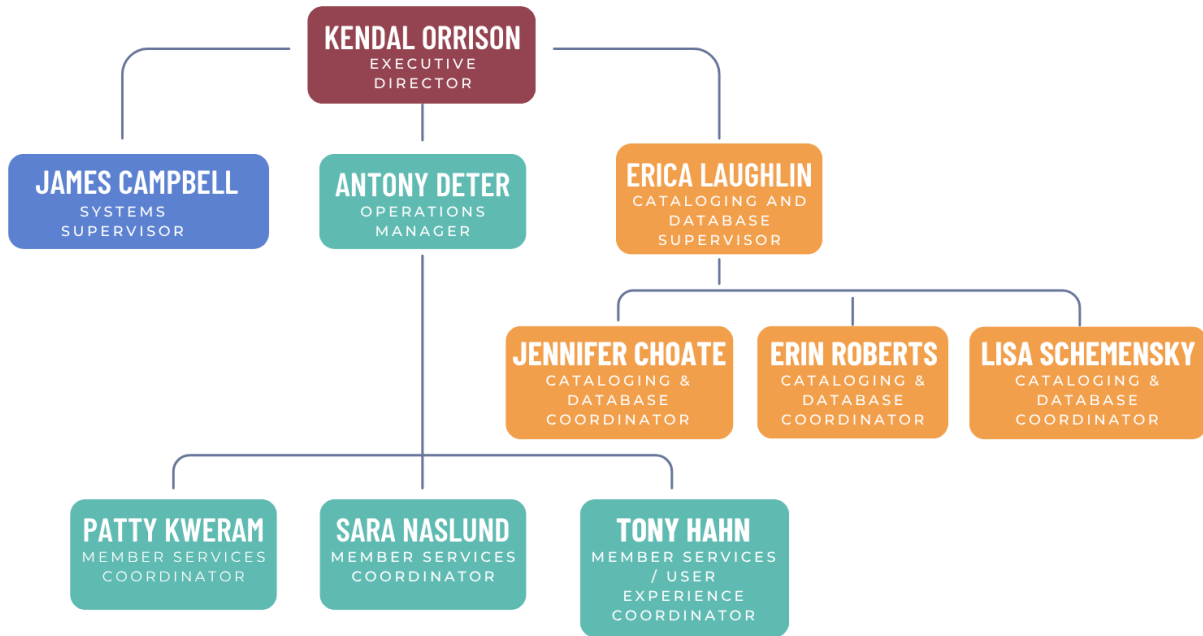 KENDAL ORRISON
EXECUTIVE
DIRECTOR
JAMES CAMPBELL
SYSTEMS
SUPERVISOR
ANTONY DETER
OPERATIONS
MANAGER
ERICA LAUGHLIN
CATALOGING AND
DATABASE
SUPERVISOR
JENNIFER CHOATE
CATALOGING &
DATABASE
COORDINATOR
ERIN ROBERTS
CATALOGING &
DATABASE
COORDINATOR
LISA SCHEMENSKY
CATALOGING &
DATABASE
COORDINATOR
PATTY KWERAM
MEMBER SERVICES
COORDINATOR
SARA NASLUND
MEMBER SERVICES
COORDINATOR
TONY HAHN
MEMBER SERVICES
/ USER
EXPERIENCE
COORDINATOR